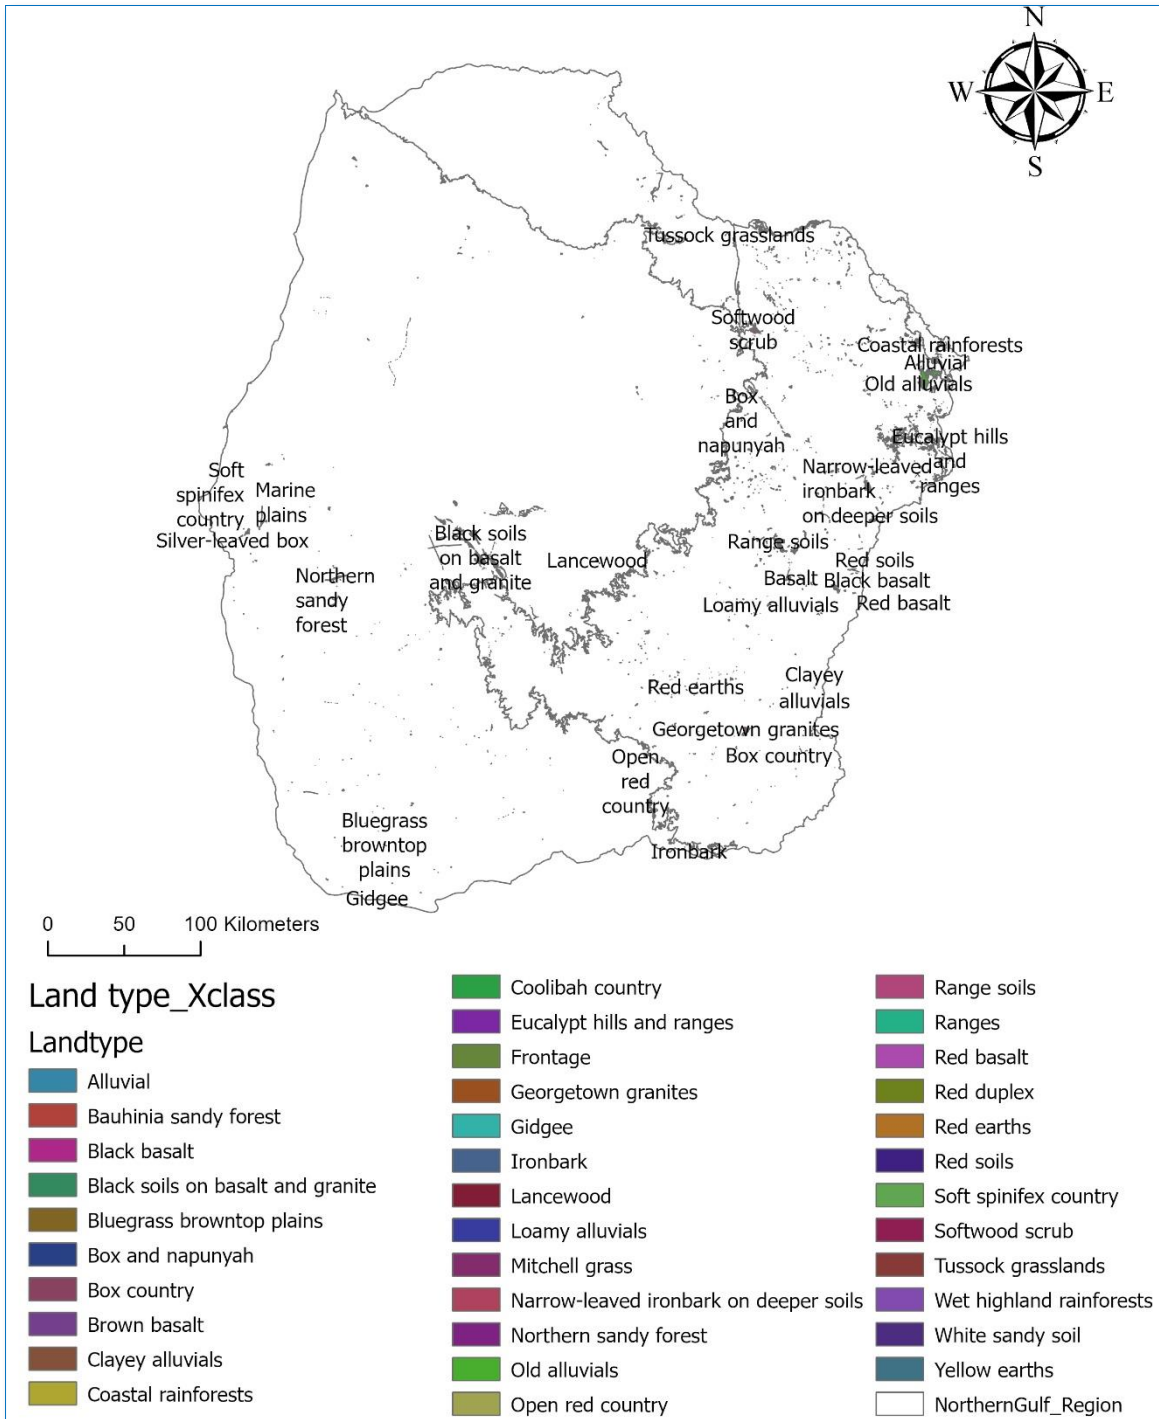 N
W
E
S
Tussock grasslands
Softwood
scrub
Coastal rainforests
Alluvial
Old alluvials
Box
and
napunyah
Eucalypt hills
and
ranges
Narrow-leaved
ironbark
on deeper soils
Soft
spinifex
country
Marine
plains
Silver-leaved box
Black soils
on basalt
and granite
Lancewood
Range soils
Red soils
Basalt
Black basalt
Loamy alluvials
Red basalt
Northern
sandy
forest
Red earths
Clayey
alluvials
Georgetown granites
Box country
Open
red
country
Bluegrass
browntop
plains
Ironbark
Gidgee
0 50 100 Kilometers
Land type_Xclass
Landtype
Alluvial
Bauhinia sandy forest
Black basalt
Black soils on basalt and granite
Bluegrass browntop plains
Box and napunyah
Box country
Brown basalt
Clayey alluvials
Coastal rainforests
Coolibah country
Eucalypt hills and ranges
Frontage
Georgetown granites
Gidgee
Ironbark
Lancewood
Loamy alluvials
Mitchell grass
Narrow-leaved ironbark on deeper soils
Northern sandy forest
Old alluvials
Open red country
Range soils
Ranges
Red basalt
Red duplex
Red earths
Red soils
Soft spinifex country
Softwood scrub
Tussock grasslands
Wet highland rainforests
White sandy soil
Yellow earths
NorthernGulf_Region